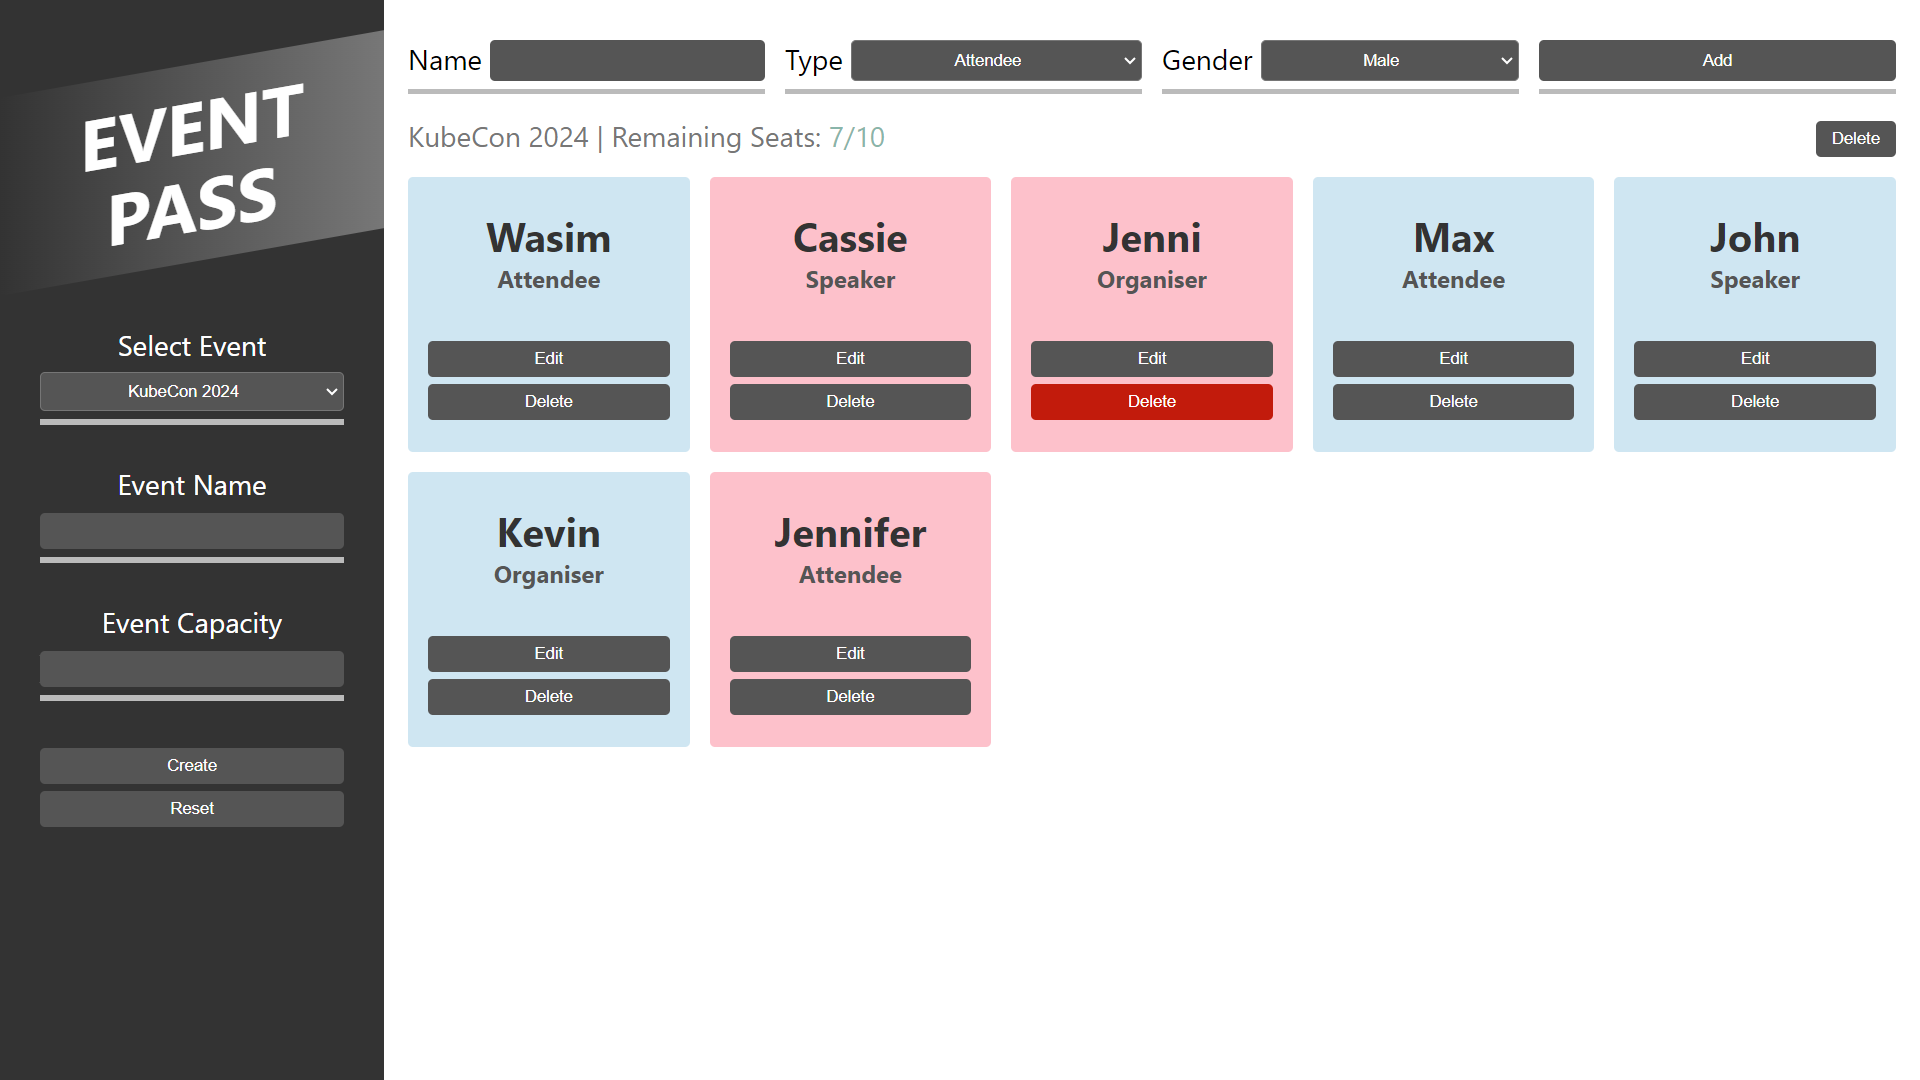 EVENT
PASS
Select Event
KubeCon 2024
Event Name
Event Capacity
Create
Reset
Name
Type Attendee
Gender Male
Add
KubeCon 2024 | Remaining Seats: 7/10
Delete
Wasim
Attendee
Edit
Delete
Cassie
Speaker
Edit
Delete
Jenni
Organiser
Edit
Delete
Max
Attendee
Edit
Delete
John
Speaker
Edit
Delete
Kevin
Organiser
Edit
Delete
Jennifer
Attendee
Edit
Delete